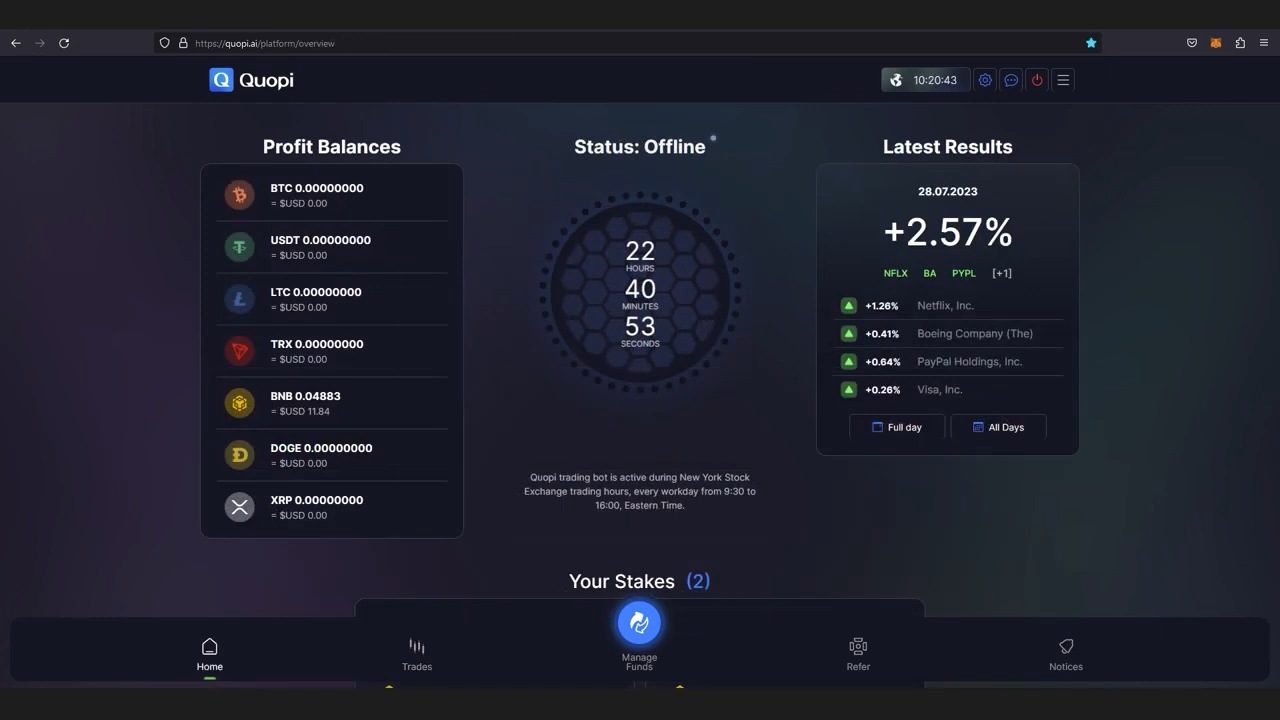 https://quopi.ai/platform/overview
Quopi
10:20:43
Profit Balances
BTC 0.00000000
= $USD 0.00
USDT 0.00000000
= $USD 0.00
LTC 0.00000000
= $USD 0.00
TRX 0.00000000
= $USD 0.00
BNB 0.04883
= $USD 11.84
DOGE 0.00000000
= $USD 0.00
XRP 0.00000000
= $USD 0.00
Status: Offline
22
HOURS
40
MINUTES
53
SECONDS
Quopi trading bot is active during New York Stock
Exchange trading hours, every workday from 9:30 to
16:00, Eastern Time.
Latest Results
28.07.2023
+2.57%
NFLX BA PYPL [+1]
+1.26% Netflix, Inc.
+0.41% Boeing Company (The)
+0.64% PayPal Holdings, Inc.
+0.26% Visa, Inc.
Full day All Days
Your Stakes (2)
Home
Trades
Manage
Funds
Refer
Notices